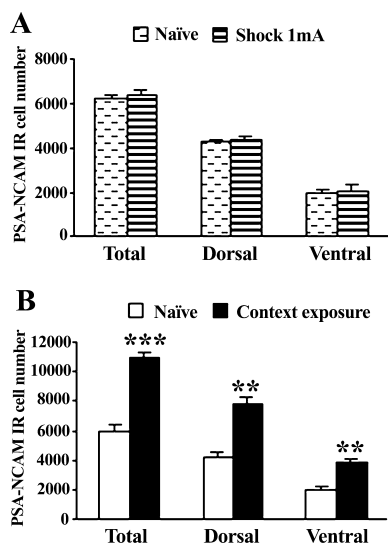 A
Naïve Shock 1mA
PSA-NCAM IR cell number
8000
6000
4000
2000
0
Total Dorsal Ventral
B
Naïve Context exposure
PSA-NCAM IR cell number
12000
10000
8000
6000
4000
2000
0
***
**
**
Total Dorsal Ventral